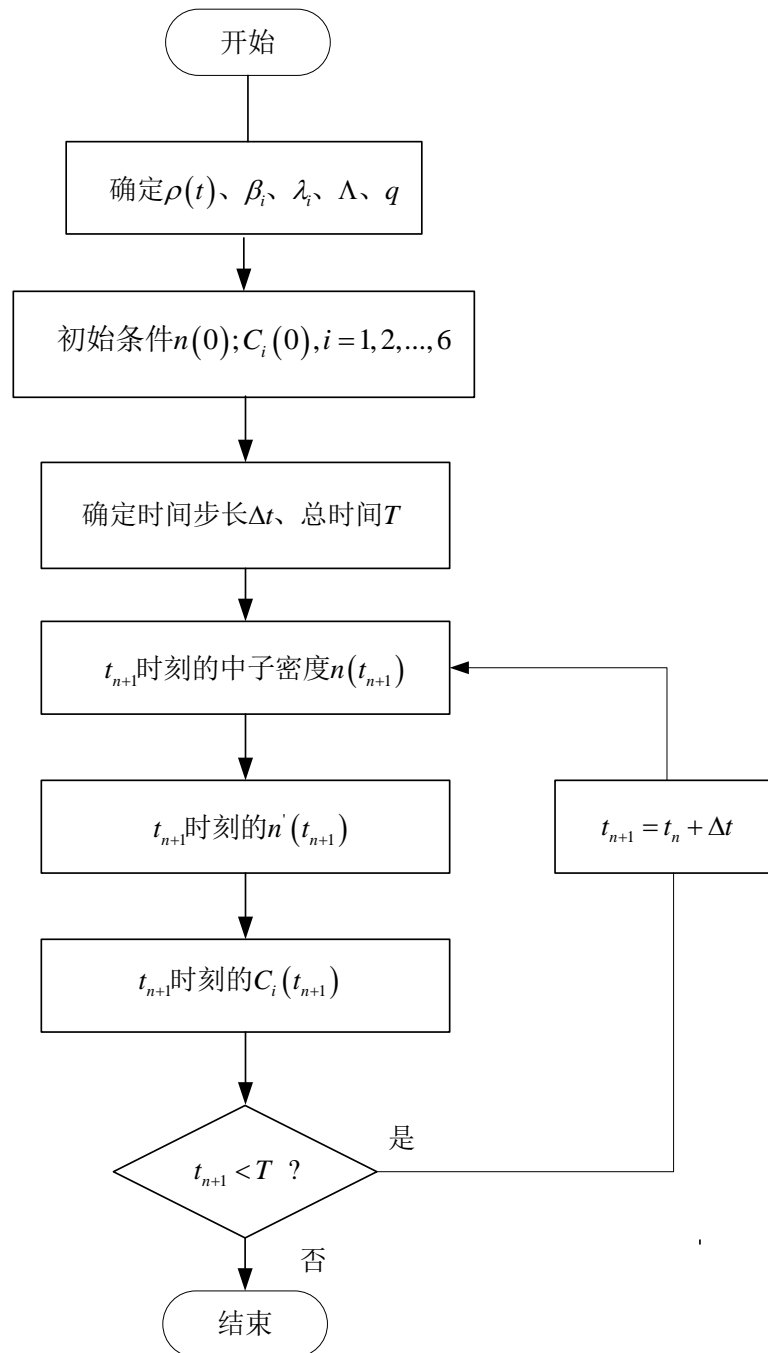 开始
确定ρ(t)、β_i、λ_i、Λ、q
初始条件n(0);C_i(0),i=1,2,...,6
确定时间步长Δt、总时间T
t_{n+1}时刻的中子密度n(t_{n+1})
t_{n+1}时刻的n'(t_{n+1})
t_{n+1} = t_n + Δt
t_{n+1}时刻的C_i(t_{n+1})
t_{n+1} < T ?
是
否
结束